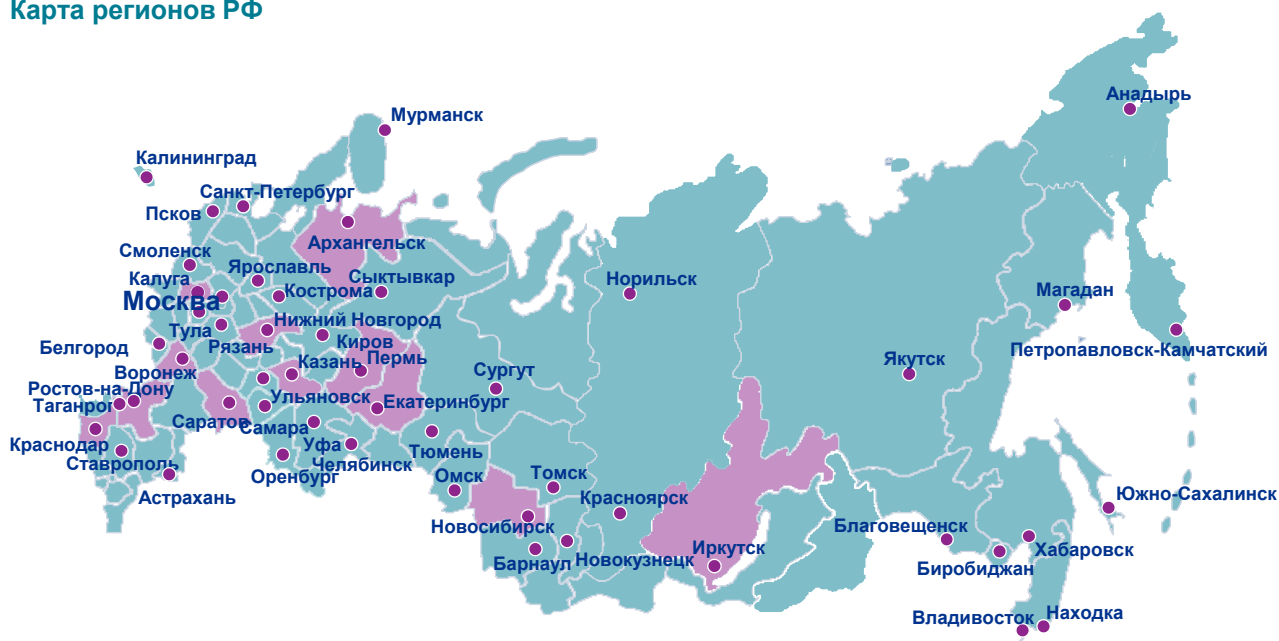 Карта регионов РФ
Анадырь
Мурманск
Калининград
Санкт-Петербург
Псков
Архангельск
Смоленск
Ярославль
Сыктывкар
Калуга
Кострома
Норильск
Магадан
Москва
Нижний Новгород
Тула
Киров
Белгород
Рязань
Петропавловск-Камчатский
Казань
Пермь
Якутск
Воронеж
Сургут
Ростов-на-Дону
Таганрог
Ульяновск
Екатеринбург
Саратов
Самара
Краснодар
Уфа
Тюмень
Ставрополь
Челябинск
Оренбург
Омск
Томск
Астрахань
Красноярск
Южно-Сахалинск
Новосибирск
Благовещенск
Иркутск
Хабаровск
Барнаул
Новокузнецк
Биробиджан
Владивосток
Находка